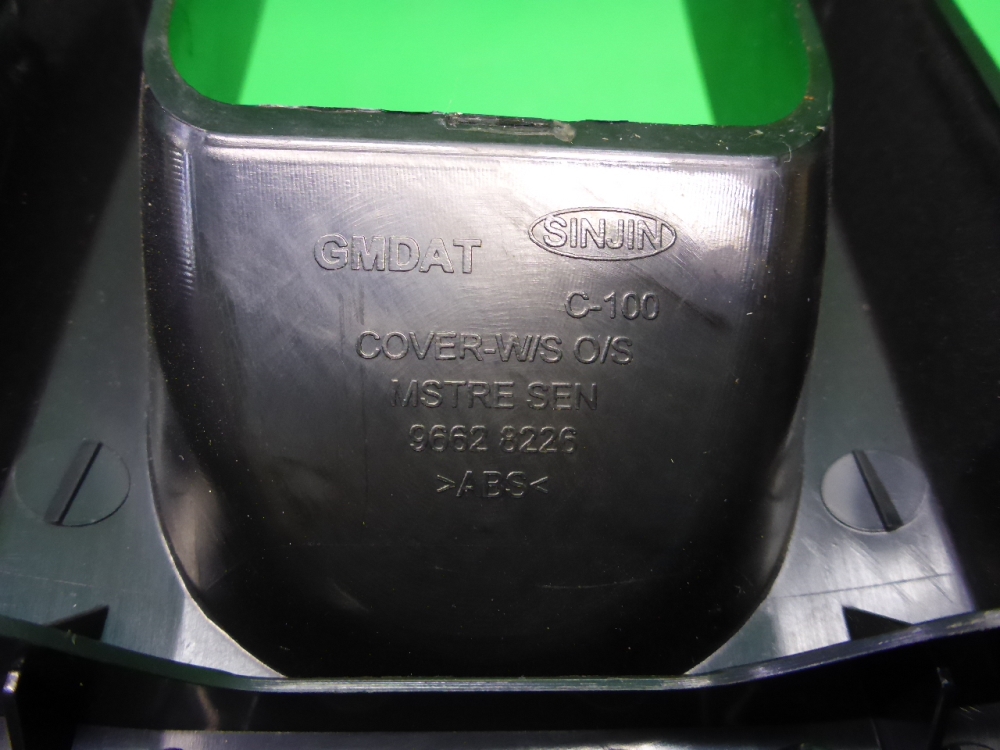 GMDAT
SINJIN
C-100
COVER-W/S O/S
MSTRE SEN
9662 8226
>ABS<